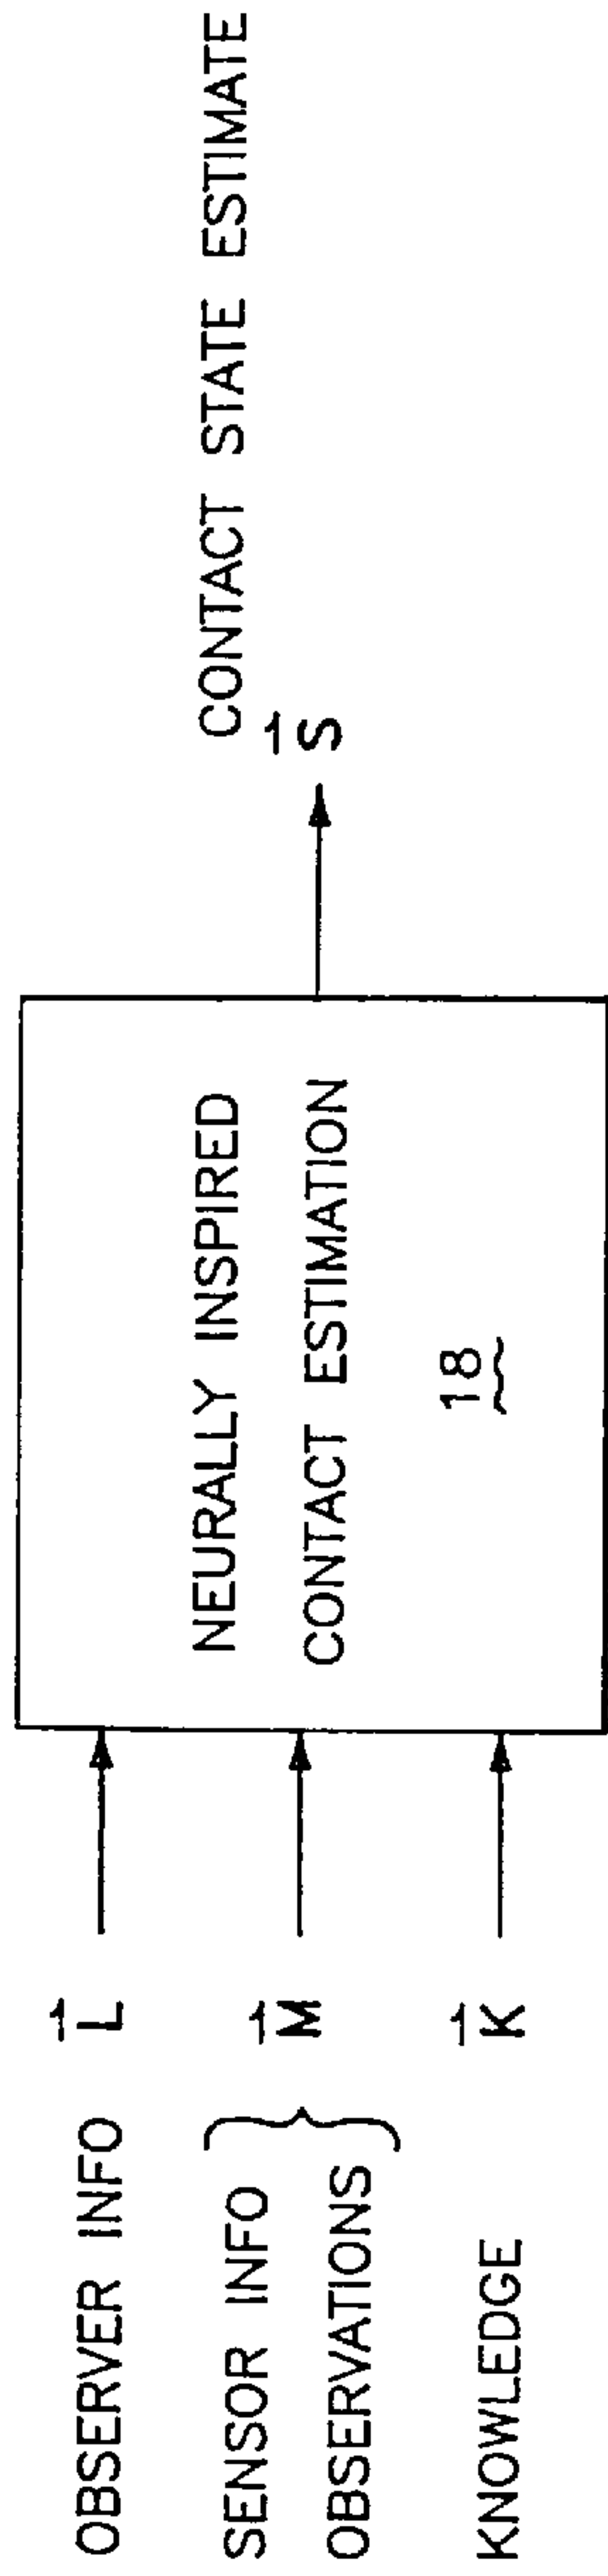 OBSERVER INFO
L⃗
SENSOR INFO
OBSERVATIONS
M⃗
KNOWLEDGE
K⃗
NEURALLY INSPIRED
CONTACT ESTIMATION
18
CONTACT STATE ESTIMATE
S⃗